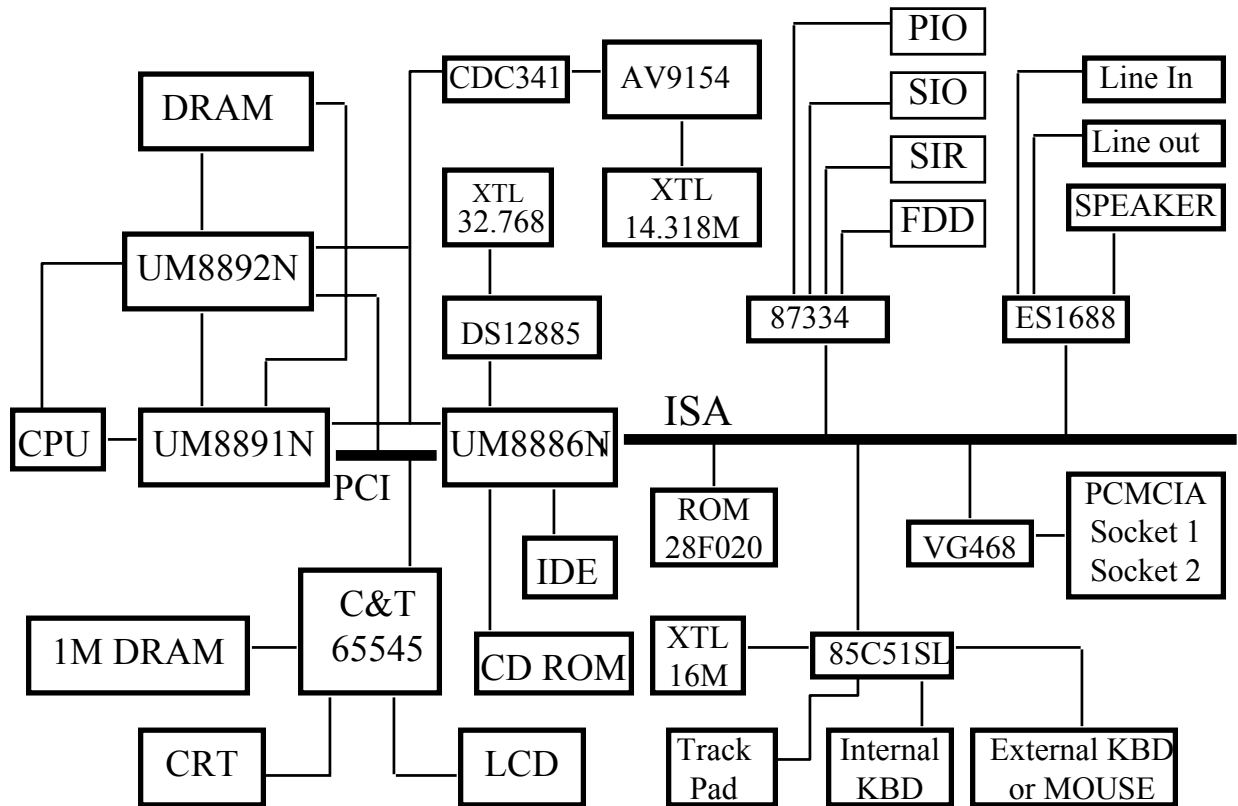 PIO
CDC341
AV9154
Line In
DRAM
SIO
Line out
SIR
XTL
32.768
XTL
14.318M
SPEAKER
FDD
UM8892N
DS12885
87334
ES1688
ISA
CPU
UM8891N
UM8886N
PCI
ROM
28F020
VG468
PCMCIA
Socket 1
Socket 2
IDE
C&T
65545
1M DRAM
CD ROM
XTL
16M
85C51SL
CRT
LCD
Track
Pad
Internal
KBD
External KBD
or MOUSE